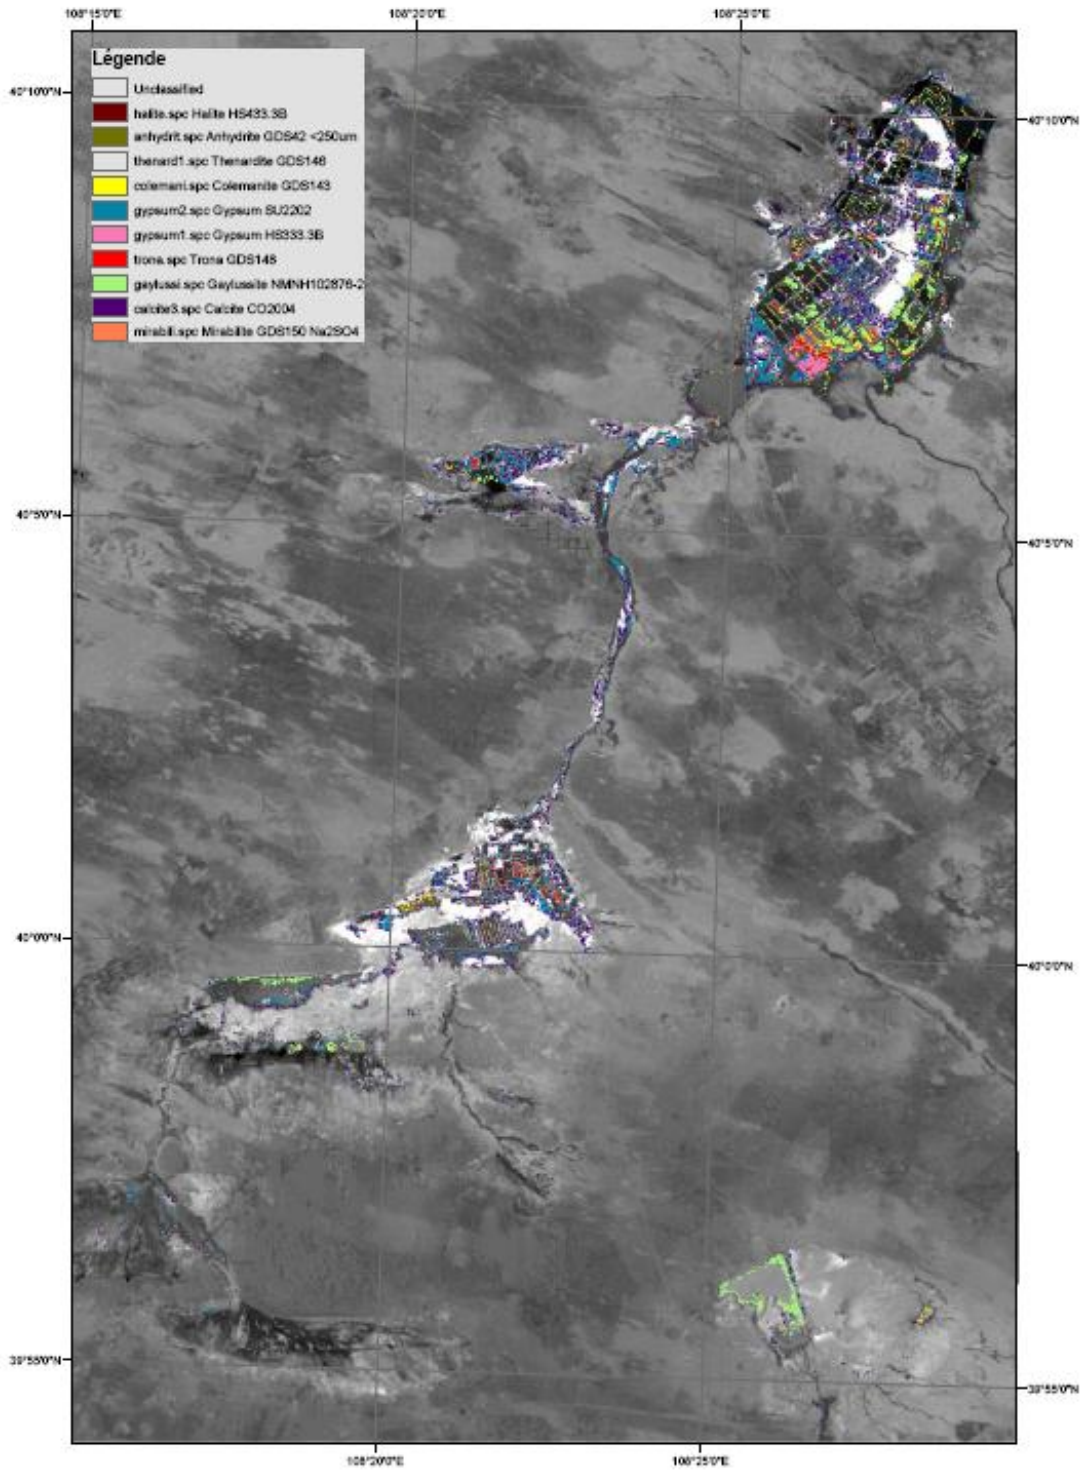 108°15'0"E
108°20'0"E
108°25'0"E
Légende
Unclassified
halite.spc Halite HS433.3B
anhydrit.spc Anhydrite GDS42 <250um
thenard1.spc Thenardite GDS146
colemani.spc Colemanite GDS143
gypsum2.spc Gypsum SU2202
gypsum1.spc Gypsum HS333.3B
trona.spc Trona GDS148
gaylussi.spc Gaylussite NMNH102876-2
calcite3.spc Calcite CO2004
mirabili.spc Mirabilite GDS150 Na2SO4
40°10'0"N
40°10'0"N
40°5'0"N
40°5'0"N
40°0'0"N
40°0'0"N
39°55'0"N
39°55'0"N
108°20'0"E
108°25'0"E